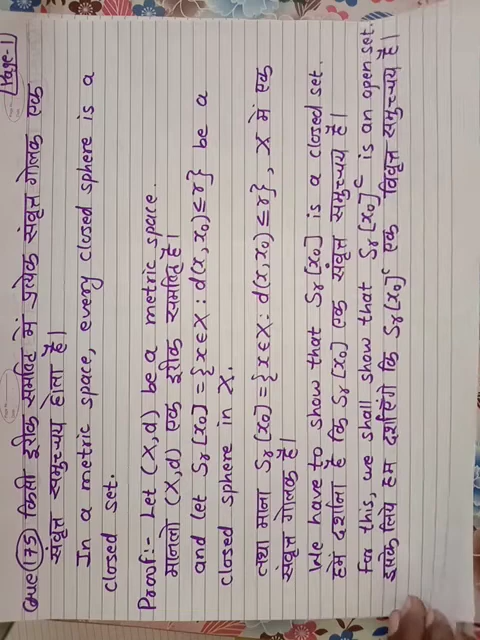 Page-1
Que 175 किसी दूरीक समष्टि में प्रत्येक संवृत्त गोलक एक
संवृत्त समुच्चय होता है।
In a metric space, every closed sphere is a
closed set.
Proof:- Let (X,d) be a metric space.
मानलो (X,d) एक दूरीक समष्टि है।
and let Sr[x0]={x∈X: d(x,x0)≤r} be a
closed sphere in X.
तथा माना Sr[x0]={x∈X: d(x,x0)≤r}, X में एक
संवृत्त गोलक है।
We have to show that Sr[x0] is a closed set.
हमें दर्शाना है कि Sr[x0] एक संवृत्त समुच्चय है।
For this, we shall show that Sr[x0]^c is an open set.
इसके लिये हम दर्शाएंगे कि Sr[x0]^c एक विवृत्त समुच्चय है।